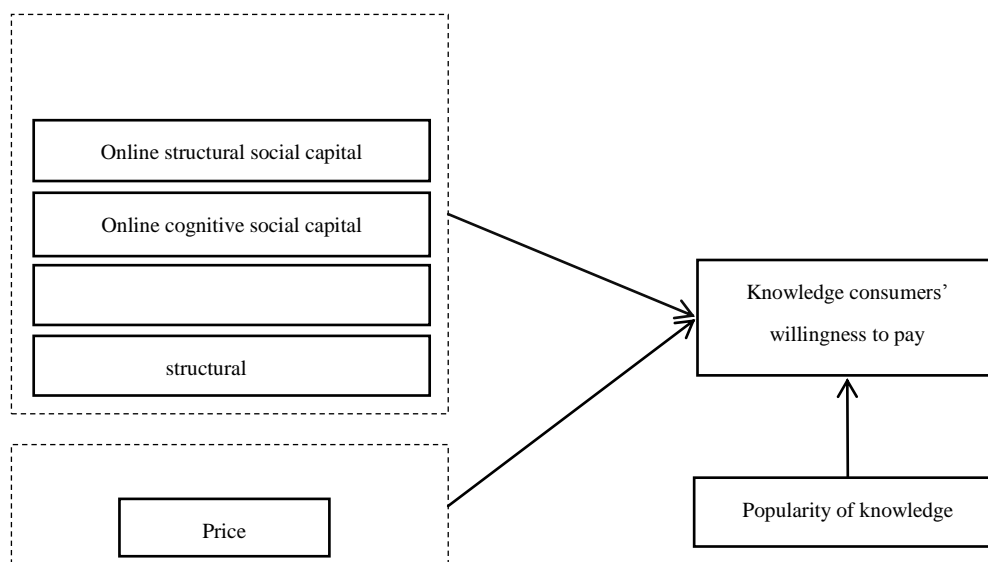 Online structural social capital
Online cognitive social capital
structural
Price
Knowledge consumers’
willingness to pay
Popularity of knowledge